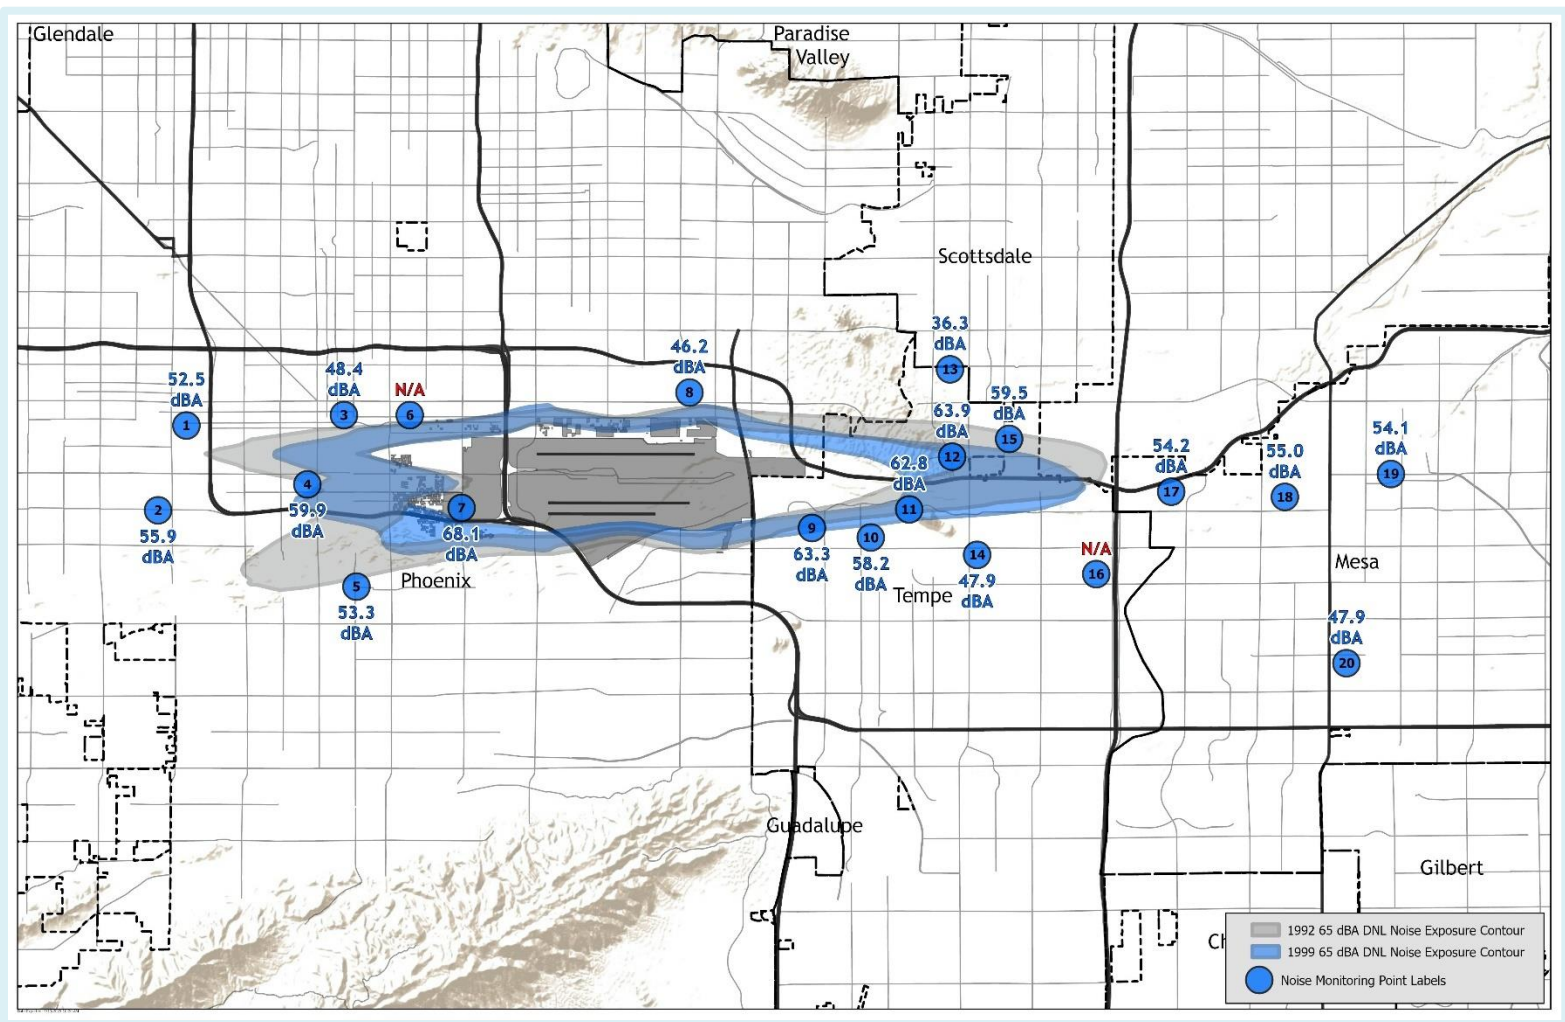 Glendale
Paradise
Valley
Scottsdale
36.3
dBA
13
46.2
dBA
8
48.4
dBA
3
N/A
6
52.5
dBA
1
59.5
dBA
15
63.9
dBA
12
62.8
dBA
11
54.2
dBA
17
55.0
dBA
18
54.1
dBA
19
4
59.9
dBA
2
55.9
dBA
7
68.1
dBA
9
63.3
dBA
10
58.2
dBA
14
47.9
dBA
N/A
16
Mesa
Phoenix
5
53.3
dBA
Tempe
47.9
dBA
20
Guadalupe
Gilbert
Ch
1992 65 dBA DNL Noise Exposure Contour
1999 65 dBA DNL Noise Exposure Contour
Noise Monitoring Point Labels